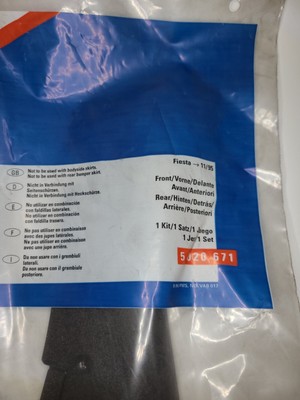 Fiesta → 11/95
GB
Not to be used with bodyside skirts.
Not to be used with rear bumper skirt.
D
Nicht in Verbindung mit
Seitenschürzen.
Nicht in Verbindung mit Heckschürze.
E
No utilizar en combinación
con faldillas laterales.
No utilizar en combinación
con faldilla trasera.
F
Ne pas utiliser en combinaison
avec des jupes laterales.
Ne pas utiliser en combinaison
avec une jupe arrière.
I
Da non usare con i grembiuli
laterali.
Da non usare con il grembiule
posteriore.
Front/Vorne/Delante
Avant/Anteriori
Rear/Hinten/Detrás/
Arrière/Posteriori
1 Kit/1 Satz/1 Juego
1 Jeu/1 Set
5020 571